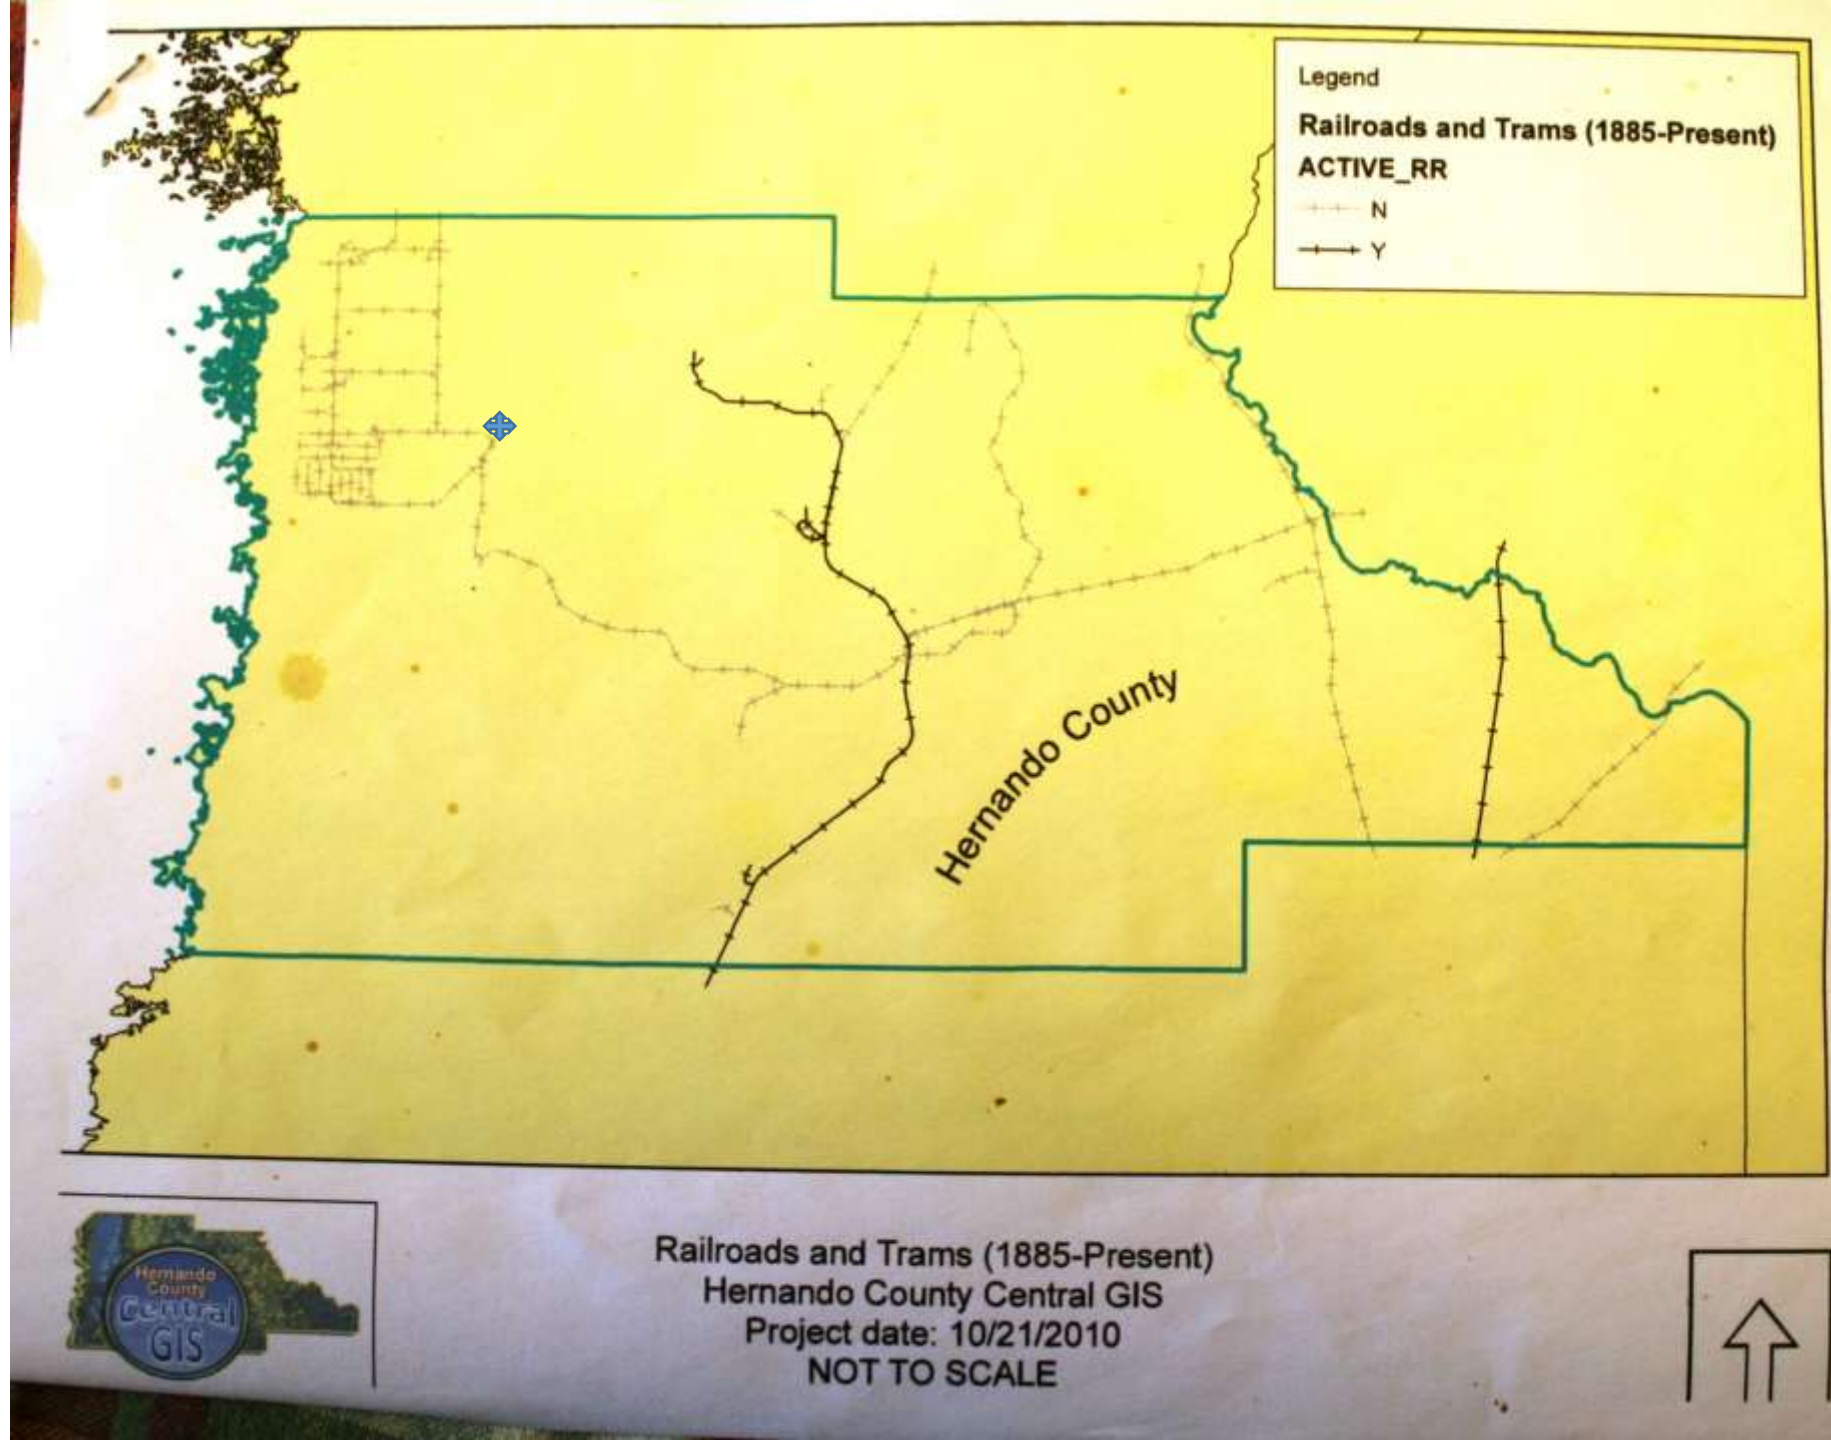 Legend
Railroads and Trams (1885-Present)
ACTIVE_RR
N
Y
Hernando County
Hernando
County
Central
GIS
Railroads and Trams (1885-Present)
Hernando County Central GIS
Project date: 10/21/2010
NOT TO SCALE